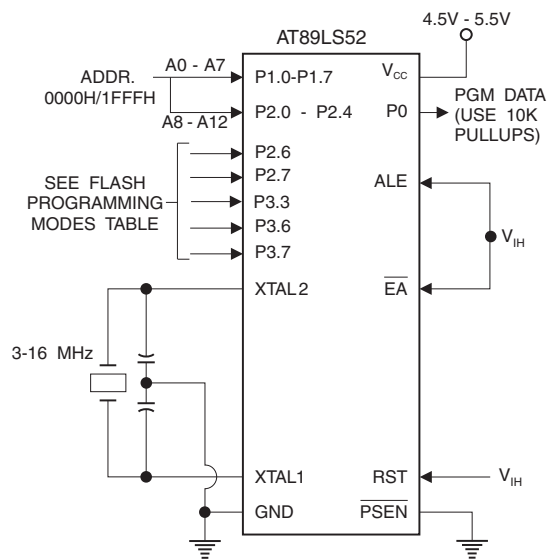 4.5V - 5.5V
AT89LS52
ADDR.
0000H/1FFFH
A0 - A7
A8 - A12
P1.0-P1.7
P2.0 - P2.4
P2.6
P2.7
P3.3
P3.6
P3.7
SEE FLASH
PROGRAMMING
MODES TABLE
XTAL2
3-16 MHz
XTAL1
GND
VCC
P0
PGM DATA
(USE 10K
PULLUPS)
ALE
VIH
EA
RST
VIH
PSEN